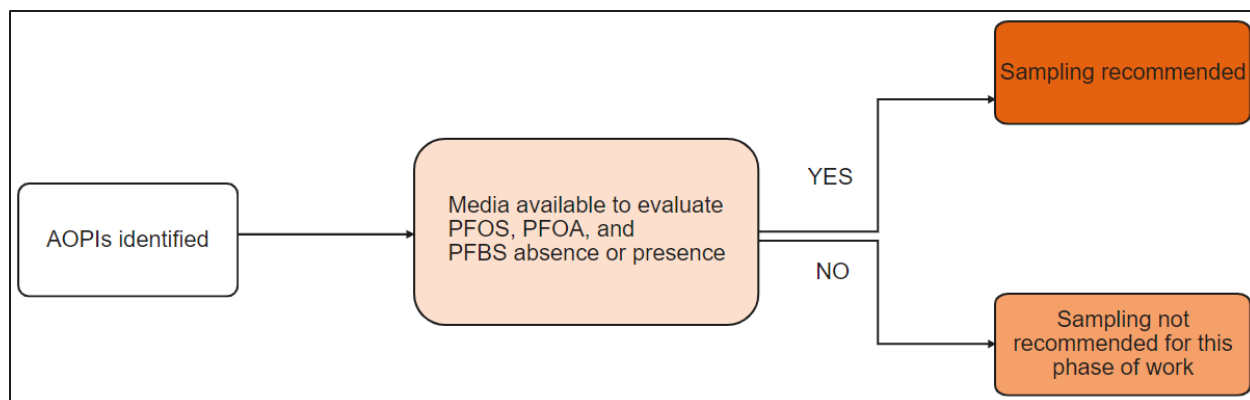 AOPIs identified
Media available to evaluate
PFOS, PFOA, and
PFBS absence or presence
YES
Sampling recommended
NO
Sampling not
recommended for this
phase of work